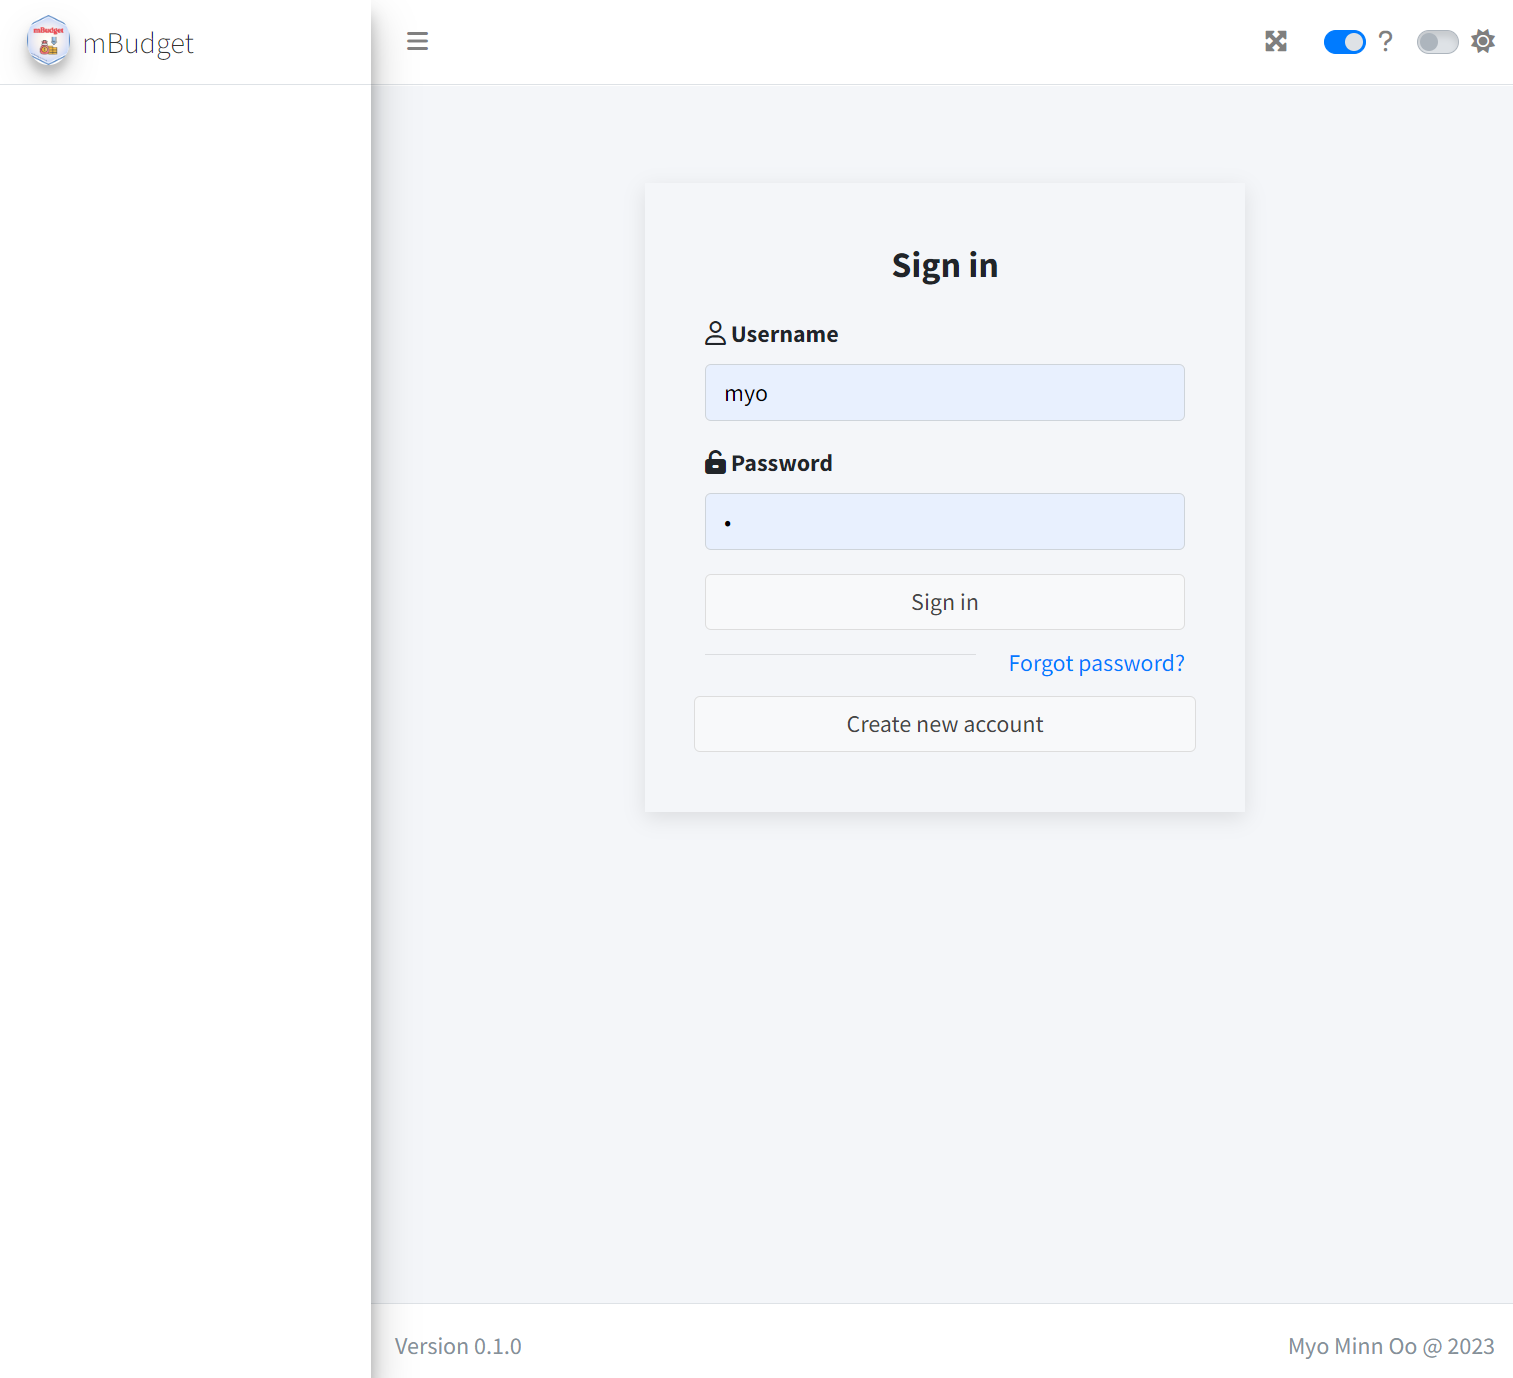 mBudget
mBudget
Sign in
Username
myo
Password
•
Sign in
Forgot password?
Create new account
Version 0.1.0
Myo Minn Oo @ 2023